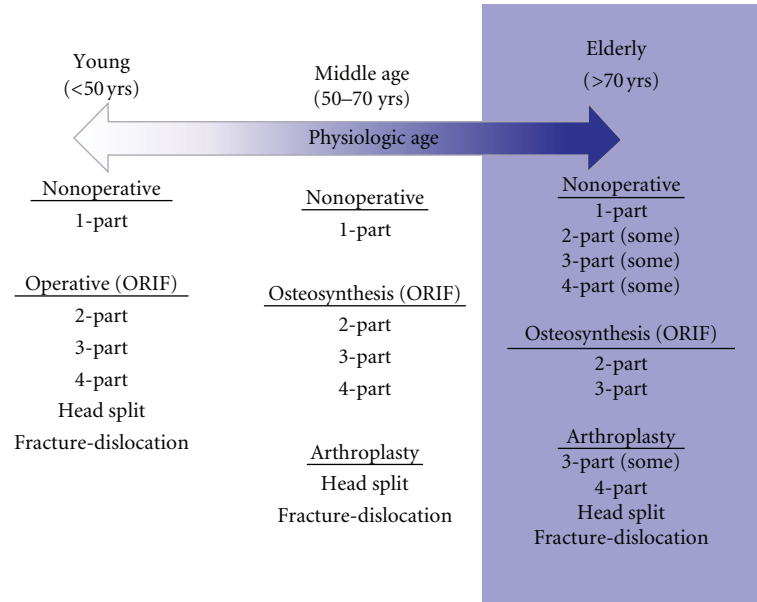 Young
(<50 yrs)
Middle age
(50–70 yrs)
Elderly
(>70 yrs)
Physiologic age
Nonoperative
1-part
Operative (ORIF)
2-part
3-part
4-part
Head split
Fracture-dislocation
Nonoperative
1-part
Osteosynthesis (ORIF)
2-part
3-part
4-part
Arthroplasty
Head split
Fracture-dislocation
Nonoperative
1-part
2-part (some)
3-part (some)
4-part (some)
Osteosynthesis (ORIF)
2-part
3-part
Arthroplasty
3-part (some)
4-part
Head split
Fracture-dislocation